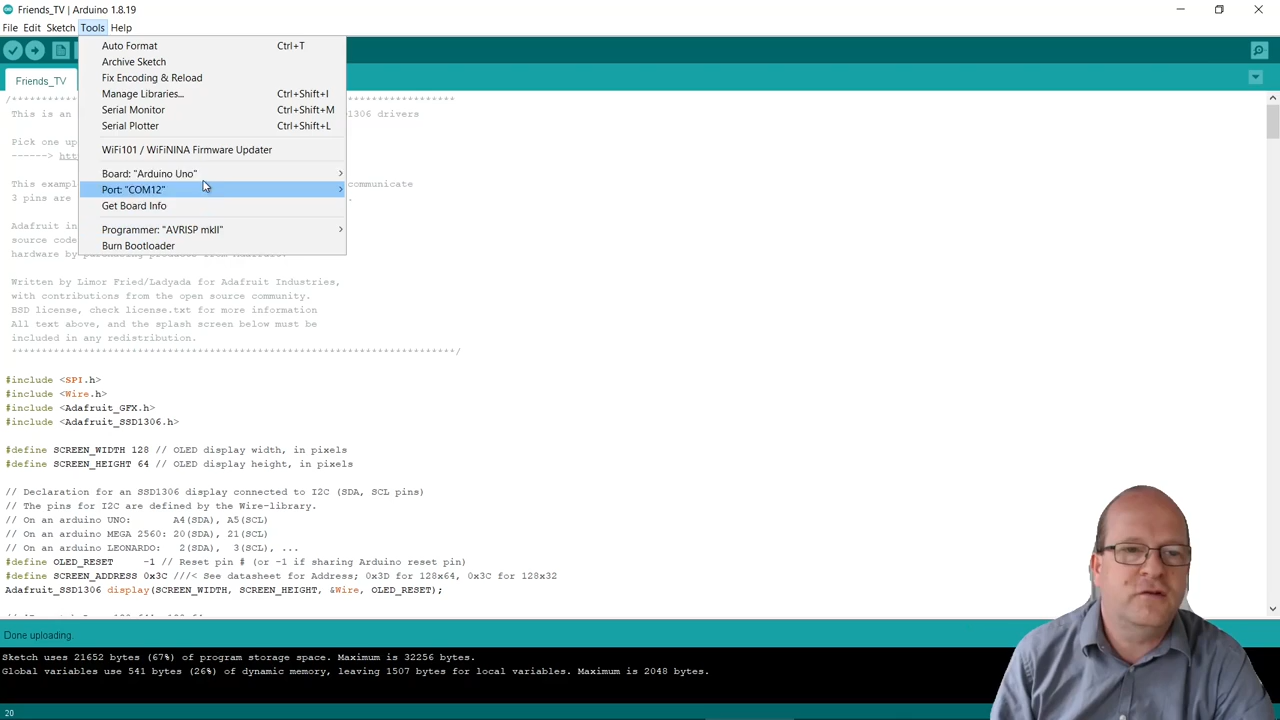 Friends_TV | Arduino 1.8.19
File Edit Sketch Tools Help
Auto Format Ctrl+T
Archive Sketch
Fix Encoding & Reload
Manage Libraries... Ctrl+Shift+I
Serial Monitor Ctrl+Shift+M
Serial Plotter Ctrl+Shift+L
WiFi101 / WiFiNINA Firmware Updater
Board: "Arduino Uno"
Port: "COM12"
Get Board Info
Programmer: "AVRISP mkII"
Burn Bootloader
Friends_TV
/**************************************************************************
This is an 1306 drivers
Pick one up
------> htt
This example communicate
3 pins are .
Adafruit in
source code
hardware by purchasing products from Adafruit!
Written by Limor Fried/Ladyada for Adafruit Industries,
with contributions from the open source community.
BSD license, check license.txt for more information
All text above, and the splash screen below must be
included in any redistribution.
**************************************************************************/
#include <SPI.h>
#include <Wire.h>
#include <Adafruit_GFX.h>
#include <Adafruit_SSD1306.h>
#define SCREEN_WIDTH 128 // OLED display width, in pixels
#define SCREEN_HEIGHT 64 // OLED display height, in pixels
// Declaration for an SSD1306 display connected to I2C (SDA, SCL pins)
// The pins for I2C are defined by the Wire-library.
// On an arduino UNO: A4(SDA), A5(SCL)
// On an arduino MEGA 2560: 20(SDA), 21(SCL)
// On an arduino LEONARDO: 2(SDA), 3(SCL), ...
#define OLED_RESET -1 // Reset pin # (or -1 if sharing Arduino reset pin)
#define SCREEN_ADDRESS 0x3C ///< See datasheet for Address; 0x3D for 128x64, 0x3C for 128x32
Adafruit_SSD1306 display(SCREEN_WIDTH, SCREEN_HEIGHT, &Wire, OLED_RESET);
Done uploading.
Sketch uses 21652 bytes (67%) of program storage space. Maximum is 32256 bytes.
Global variables use 541 bytes (26%) of dynamic memory, leaving 1507 bytes for local variables. Maximum is 2048 bytes.
20